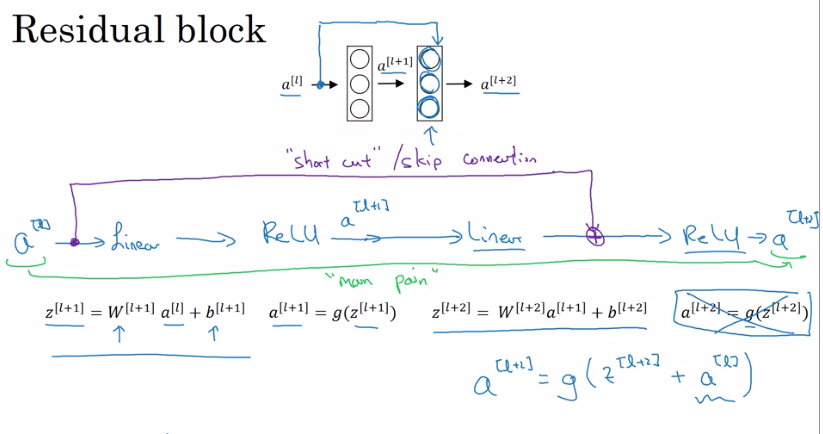 Residual block
a[l] a[l+1] a[l+2]
"short cut" / skip connection
a[l] Linear ReLU a[l+1] Linear ReLU a[l+2]
"main path"
z[l+1] = W[l+1] a[l] + b[l+1] a[l+1] = g(z[l+1]) z[l+2] = W[l+2]a[l+1] + b[l+2] a[l+2] = g(z[l+2])
a[l+2] = g(z[l+2] + a[l])